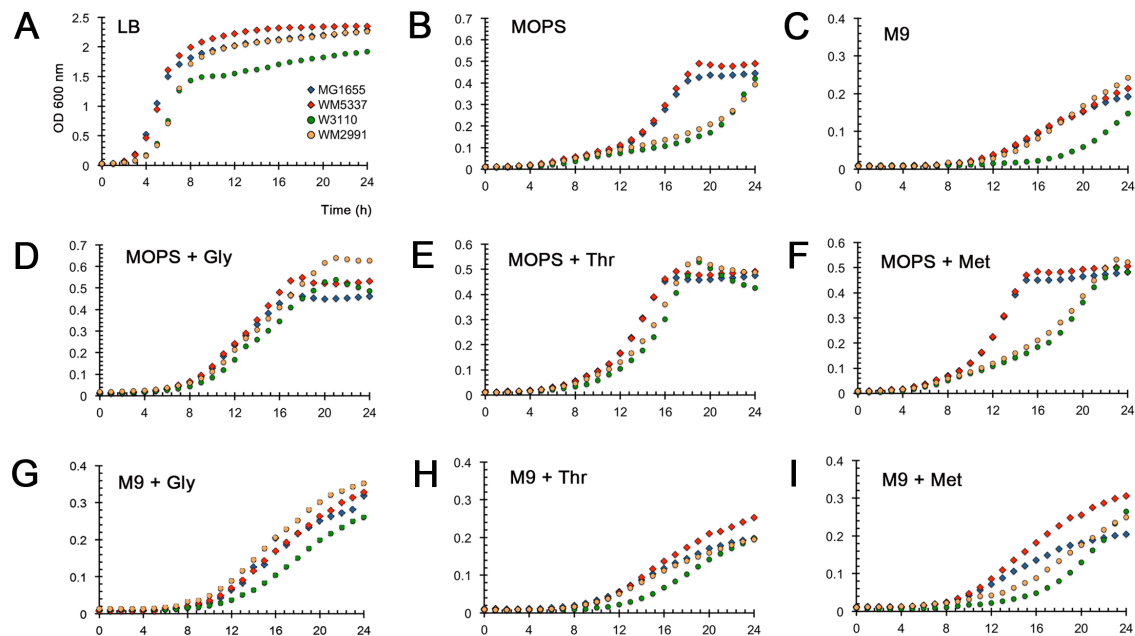 A
LB
OD 600 nm
2.5
2
1.5
1
0.5
0
MG1655
WM5337
W3110
WM2991
0 4 8 12 16 20 24
Time (h)
B
MOPS
0.7
0.6
0.5
0.4
0.3
0.2
0.1
0
0 4 8 12 16 20 24
C
M9
0.4
0.3
0.2
0.1
0
0 4 8 12 16 20 24
D
MOPS + Gly
0.7
0.6
0.5
0.4
0.3
0.2
0.1
0
0 4 8 12 16 20 24
E
MOPS + Thr
0.6
0.5
0.4
0.3
0.2
0.1
0
0 4 8 12 16 20 24
F
MOPS + Met
0.6
0.5
0.4
0.3
0.2
0.1
0
0 4 8 12 16 20 24
G
M9 + Gly
0.4
0.3
0.2
0.1
0
0 4 8 12 16 20 24
H
M9 + Thr
0.4
0.3
0.2
0.1
0
0 4 8 12 16 20 24
I
M9 + Met
0.4
0.3
0.2
0.1
0
0 4 8 12 16 20 24